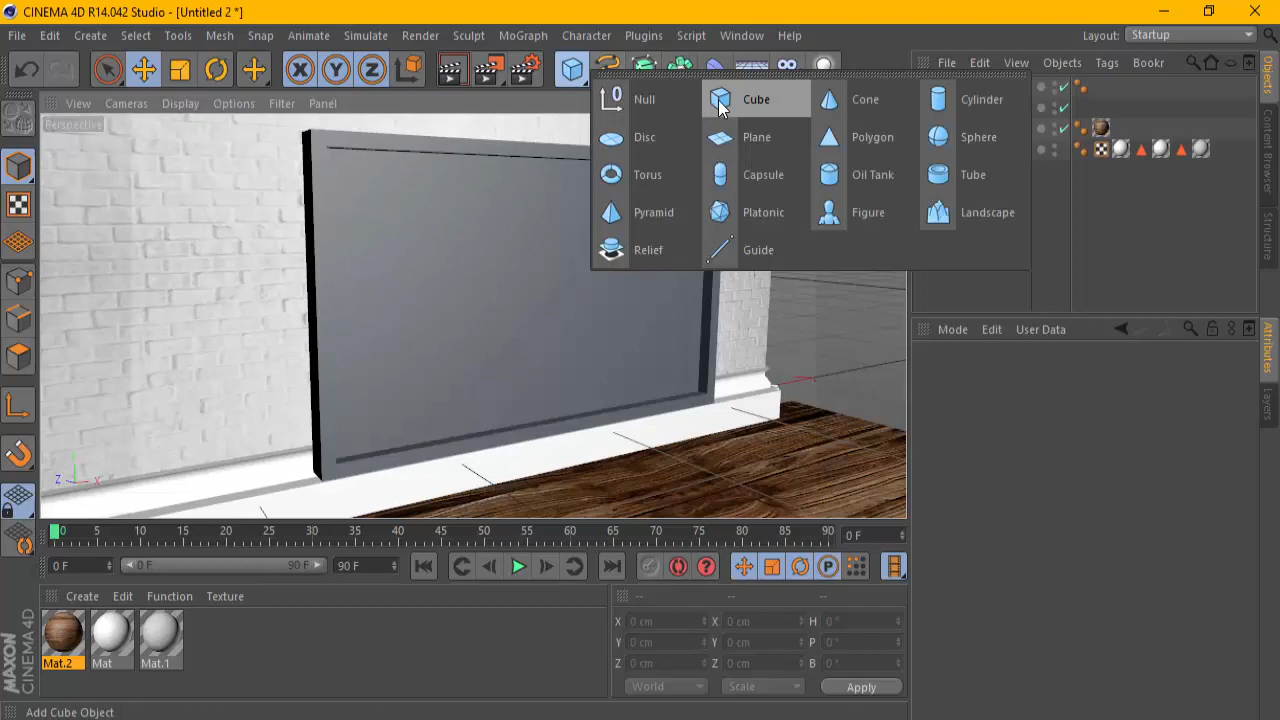 CINEMA 4D R14.042 Studio - [Untitled 2 *]
File Edit Create Select Tools Mesh Snap Animate Simulate Render Sculpt MoGraph Character Plugins Script Window Help Layout: Startup
X Y Z
File Edit View Objects Tags Bookr
View Cameras Display Options Filter Panel
Perspective
Null Cube Cone Cylinder
Disc Plane Polygon Sphere
Torus Capsule Oil Tank Tube
Pyramid Platonic Figure Landscape
Relief Guide
Objects
Content Browser
Structure
Mode Edit User Data
Attributes
Layers
Z X
0 5 10 15 20 25 30 35 40 45 50 55 60 65 70 75 80 85 90 0 F
0 F 0 F 90 F 90 F
Create Edit Function Texture
-- -- --
X 0 cm X 0 cm H 0 °
Y 0 cm Y 0 cm P 0 °
Z 0 cm Z 0 cm B 0 °
World Scale Apply
Mat.2 Mat Mat.1
MAXON
CINEMA 4D
Add Cube Object